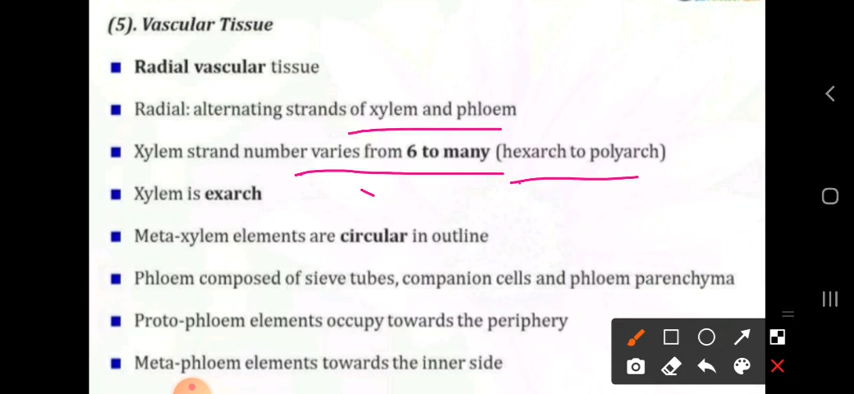 (5). Vascular Tissue
Radial vascular tissue
Radial: alternating strands of xylem and phloem
Xylem strand number varies from 6 to many (hexarch to polyarch)
Xylem is exarch
Meta-xylem elements are circular in outline
Phloem composed of sieve tubes, companion cells and phloem parenchyma
Proto-phloem elements occupy towards the periphery
Meta-phloem elements towards the inner side